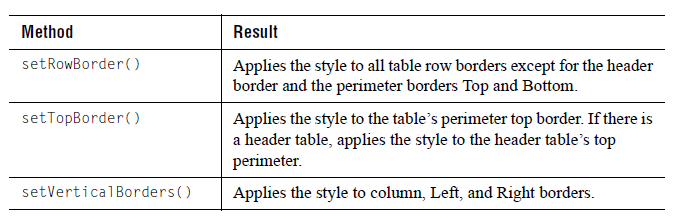 Method Result
setRowBorder() Applies the style to all table row borders except for the header
border and the perimeter borders Top and Bottom.
setTopBorder() Applies the style to the table’s perimeter top border. If there is
a header table, applies the style to the header table’s top
perimeter.
setVerticalBorders() Applies the style to column, Left, and Right borders.